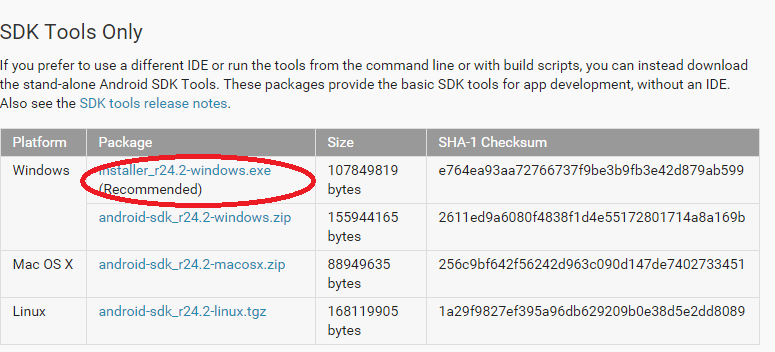 SDK Tools Only
If you prefer to use a different IDE or run the tools from the command line or with build scripts, you can instead download
the stand-alone Android SDK Tools. These packages provide the basic SDK tools for app development, without an IDE.
Also see the SDK tools release notes.
Platform Package Size SHA-1 Checksum
Windows installer_r24.2-windows.exe 107849819 e764ea93aa72766737f9be3b9fb3e42d879ab599
(Recommended) bytes
android-sdk_r24.2-windows.zip 155944165 2611ed9a6080f4838f1d4e55172801714a8a169b
bytes
Mac OS X android-sdk_r24.2-macosx.zip 88949635 256c9bf642f56242d963c090d147de7402733451
bytes
Linux android-sdk_r24.2-linux.tgz 168119905 1a29f9827ef395a96db629209b0e38d5e2dd8089
bytes